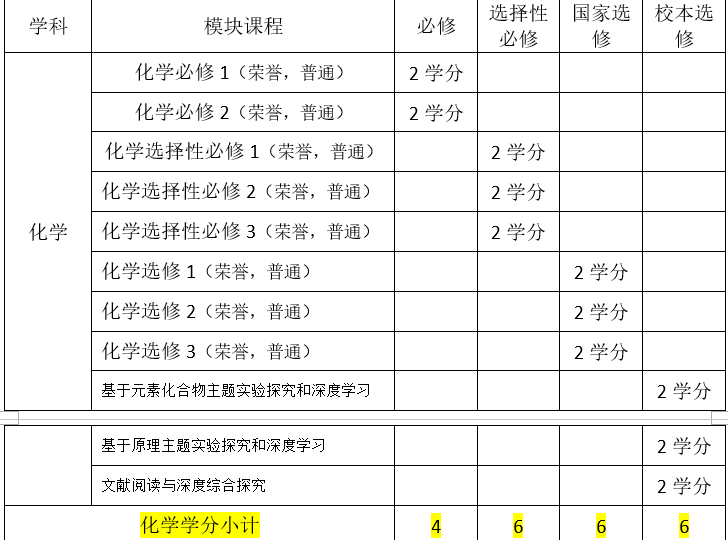 学科 模块课程 必修 选择性必修 国家选修 校本选修
化学必修 1（荣誉，普通） 2 学分
化学必修 2（荣誉，普通） 2 学分
化学选择性必修 1（荣誉，普通） 2 学分
化学选择性必修 2（荣誉，普通） 2 学分
化学 化学选择性必修 3（荣誉，普通） 2 学分
化学选修 1（荣誉，普通） 2 学分
化学选修 2（荣誉，普通） 2 学分
化学选修 3（荣誉，普通） 2 学分
基于元素化合物主题实验探究和深度学习 2 学分
基于原理主题实验探究和深度学习 2 学分
文献阅读与深度综合探究 2 学分
化学学分小计 4 6 6 6